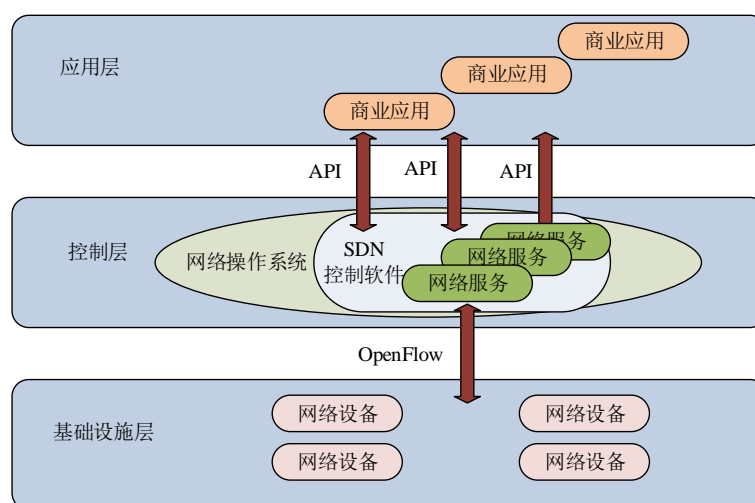 商业应用
应用层
商业应用
商业应用
API
API
API
控制层
网络操作系统
SDN
控制软件
网络服务
网络服务
网络服务
OpenFlow
基础设施层
网络设备
网络设备
网络设备
网络设备